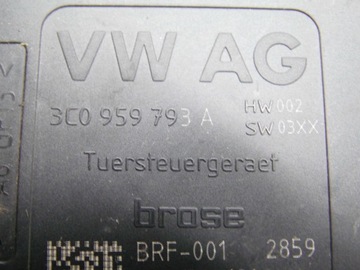 VW AG
3C0 959 793 A
HW 002
SW 03XX
Tuersteuergeraet
brose
BRF-001 2859